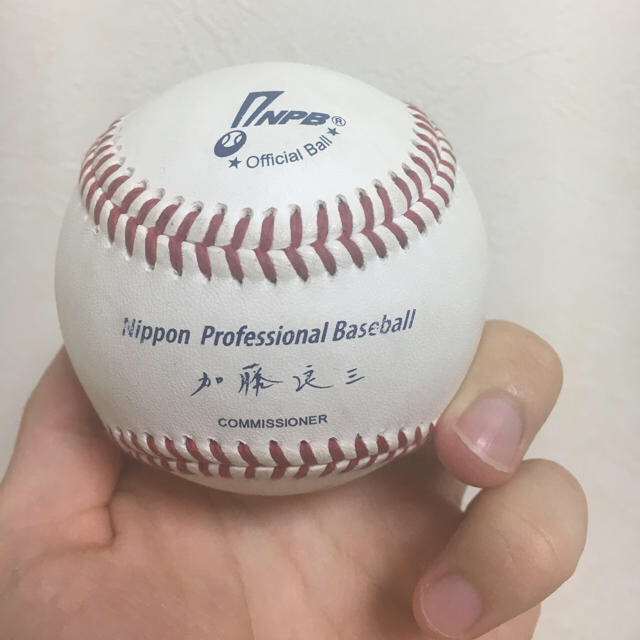 NPB®
★ Official Ball ★
Nippon Professional Baseball
加藤良三
COMMISSIONER